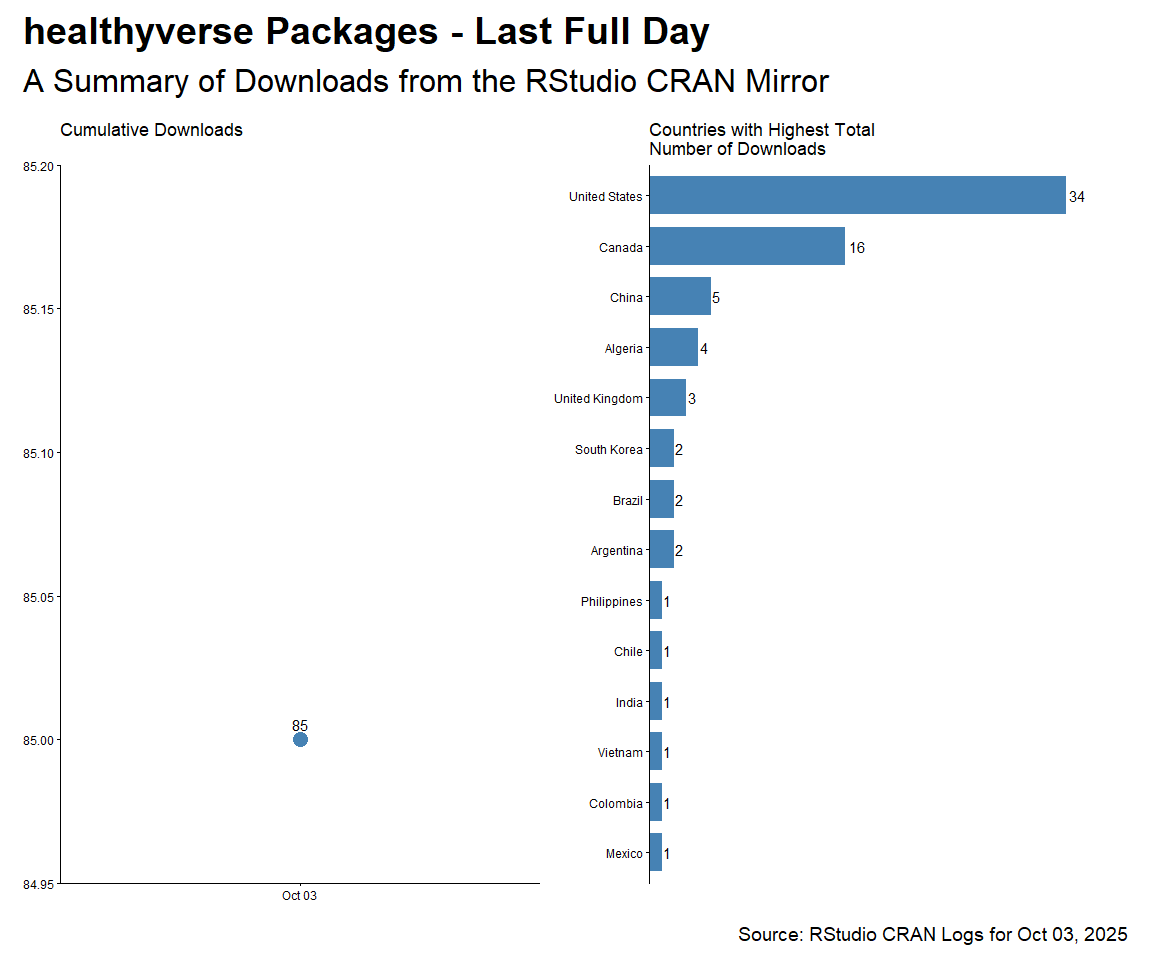 healthyverse Packages - Last Full Day
A Summary of Downloads from the RStudio CRAN Mirror
Cumulative Downloads
85.20
85.15
85.10
85.05
85.00
84.95
85
Oct 03
Countries with Highest Total
Number of Downloads
United States 34
Canada 16
China 5
Algeria 4
United Kingdom 3
South Korea 2
Brazil 2
Argentina 2
Philippines 1
Chile 1
India 1
Vietnam 1
Colombia 1
Mexico 1
Source: RStudio CRAN Logs for Oct 03, 2025